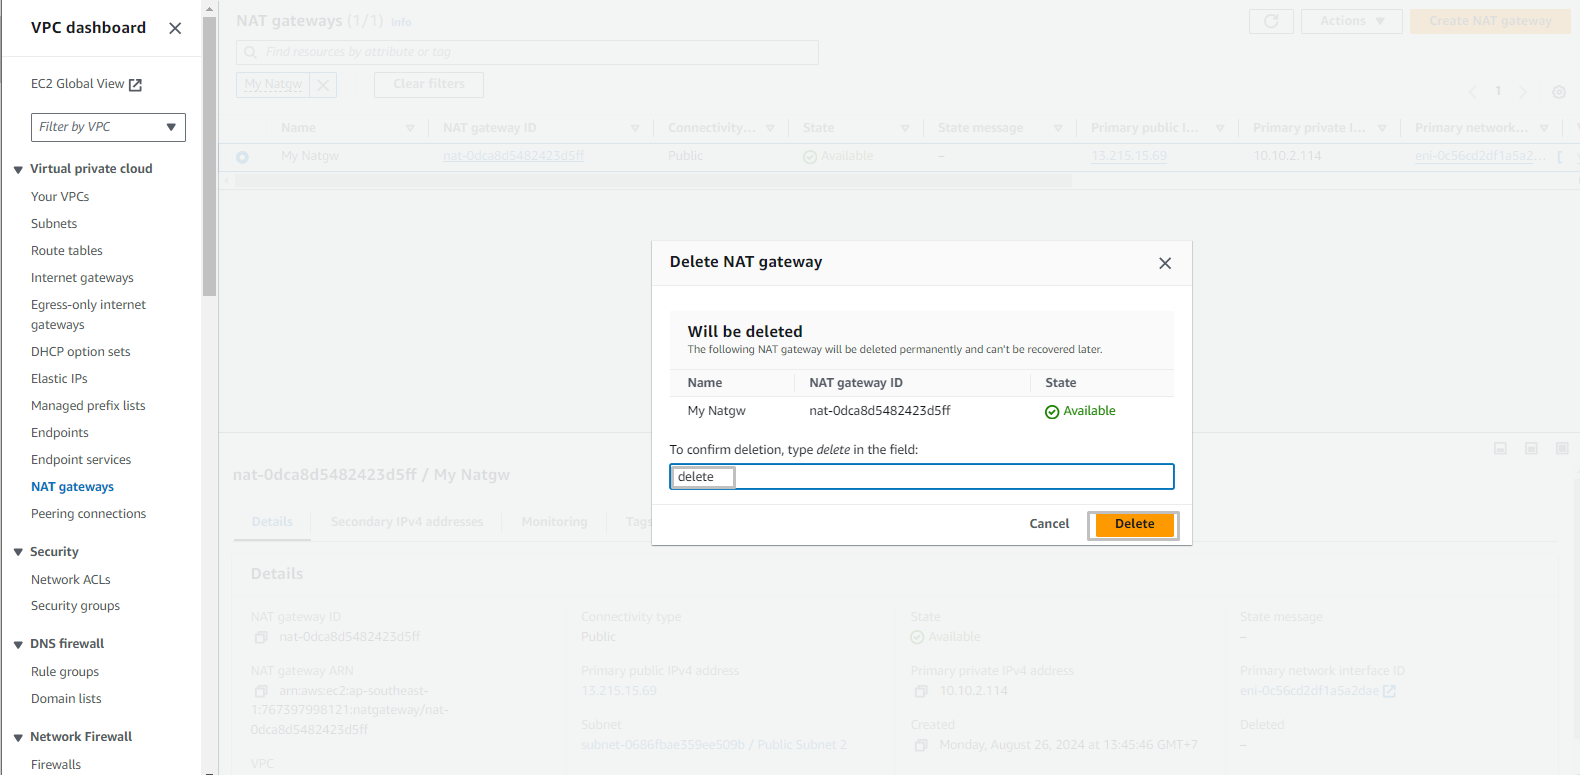 VPC dashboard
EC2 Global View
Filter by VPC
Virtual private cloud
Your VPCs
Subnets
Route tables
Internet gateways
Egress-only internet
gateways
DHCP option sets
Elastic IPs
Managed prefix lists
Endpoints
Endpoint services
NAT gateways
Peering connections
Security
Network ACLs
Security groups
DNS firewall
Rule groups
Domain lists
Network Firewall
Firewalls
NAT gateways (1/1) Info
Actions
Create NAT gateway
Find resources by attribute or tag
My Natgw
Clear filters
1
Name NAT gateway ID Connectivity... State State message Primary public I... Primary private I... Primary network...
My Natgw nat-0dca8d5482423d5ff Public Available – 13.215.15.69 10.10.2.114 eni-0c56cd2df1a5a2...
Delete NAT gateway
Will be deleted
The following NAT gateway will be deleted permanently and can't be recovered later.
Name NAT gateway ID State
My Natgw nat-0dca8d5482423d5ff Available
To confirm deletion, type delete in the field:
delete
Cancel Delete
nat-0dca8d5482423d5ff / My Natgw
Details Secondary IPv4 addresses Monitoring Tags
Details
NAT gateway ID
nat-0dca8d5482423d5ff
Connectivity type
Public
State
Available
State message
–
NAT gateway ARN
arn:aws:ec2:ap-southeast-
1:767397998121:natgateway/nat-
0dca8d5482423d5ff
Primary public IPv4 address
13.215.15.69
Primary private IPv4 address
10.10.2.114
Primary network interface ID
eni-0c56cd2df1a5a2dae
VPC
Subnet
subnet-0686fbae359ee509b / Public Subnet 2
Created
Monday, August 26, 2024 at 13:45:46 GMT+7
Deleted
–